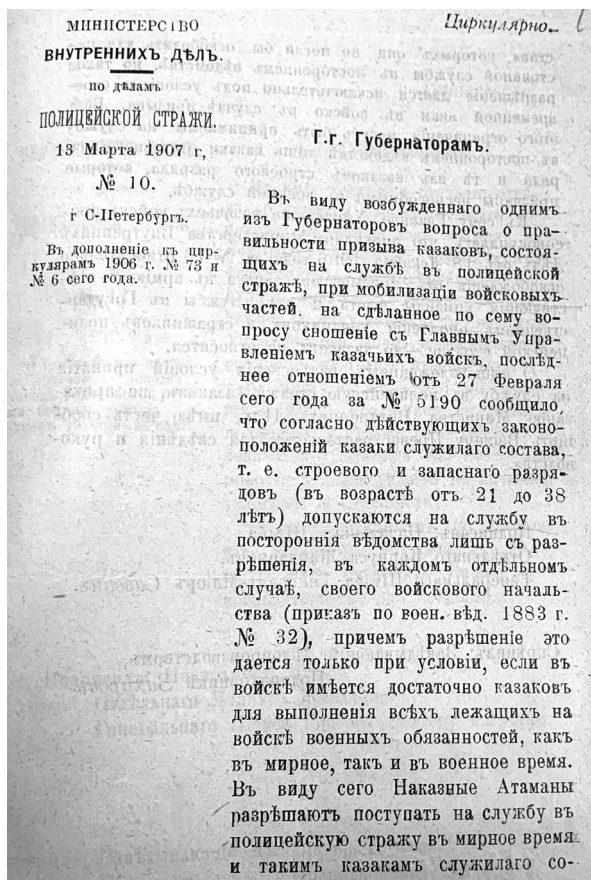 МИНИСТЕРСТВО
ВНУТРЕННИХЪ ДѢЛЪ.
по дѣламъ
ПОЛИЦЕЙСКОЙ СТРАЖИ.
13 Марта 1907 г,
№ 10.
г С-Петербургъ.
Въ дополненіе къ цир-
кулярамъ 1906 г. № 73 и
№ 6 сего года.
Циркулярно.
Г.г. Губернаторамъ.
Въ виду возбужденнаго однимъ
изъ Губернаторовъ вопроса о пра-
вильности призыва казаковъ, состоя-
щихъ на службѣ въ полицейской
стражѣ, при мобилизаціи войсковыхъ
частей, на сдѣланное по сему во-
просу сношеніе съ Главнымъ Упра-
вленіемъ казачьихъ войскъ, послѣд-
нее отношеніемъ отъ 27 Февраля
сего года за № 5190 сообщило,
что согласно дѣйствующихъ законо-
положеній казаки служилаго состава,
т. е. строевого и запаснаго разря-
довъ (въ возрастѣ отъ 21 до 38
лѣтъ) допускаются на службу въ
постороннія вѣдомства лишь съ раз-
рѣшенія, въ каждомъ отдѣльномъ
случаѣ, своего войскового началь-
ства (приказъ по воен. вѣд. 1883 г.
№ 32), причемъ разрѣшеніе это
дается только при условіи, если въ
войскѣ имѣется достаточно казаковъ
для выполненія всѣхъ лежащихъ на
войскѣ военныхъ обязанностей, какъ
въ мирное, такъ и въ военное время.
Въ виду сего Наказные Атаманы
разрѣшаютъ поступать на службу въ
полицейскую стражу въ мирное время
и такимъ казакамъ служилаго со-